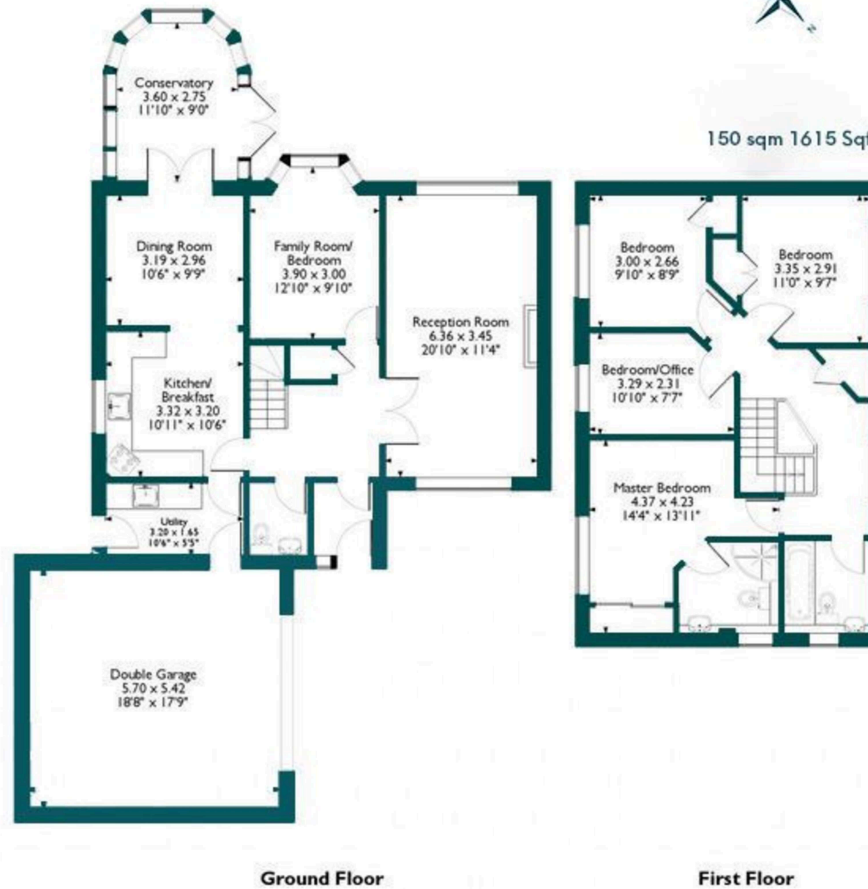 N
150 sqm 1615 Sqf
Conservatory
3.60 x 2.75
11'10" x 9'0"
Dining Room
3.19 x 2.96
10'6" x 9'9"
Family Room/
Bedroom
3.90 x 3.00
12'10" x 9'10"
Reception Room
6.36 x 3.45
20'10" x 11'4"
Kitchen/
Breakfast
3.32 x 3.20
10'11" x 10'6"
Utility
3.20 x 1.65
10'6" x 5'5"
Double Garage
5.70 x 5.42
18'8" x 17'9"
Ground Floor
Bedroom
3.00 x 2.66
9'10" x 8'9"
Bedroom
3.35 x 2.91
11'0" x 9'7"
Bedroom/Office
3.29 x 2.31
10'10" x 7'7"
Master Bedroom
4.37 x 4.23
14'4" x 13'11"
First Floor